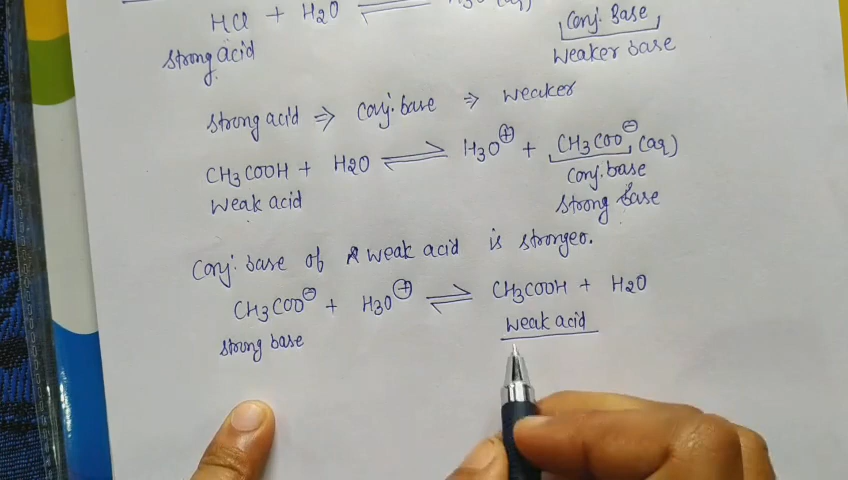 HCl + H2O ⇌
Conj. Base
Strong acid
Weaker base
Strong acid ⇒ Conj. base ⇒ weaker
CH3COOH + H2O ⇌ H3O⊕ + CH3COO⊖ (aq)
Weak acid
Conj. base
Strong base
Conj. base of weak acid is stronger.
CH3COO⊖ + H3O⊕ ⇌ CH3COOH + H2O
Strong base
Weak acid